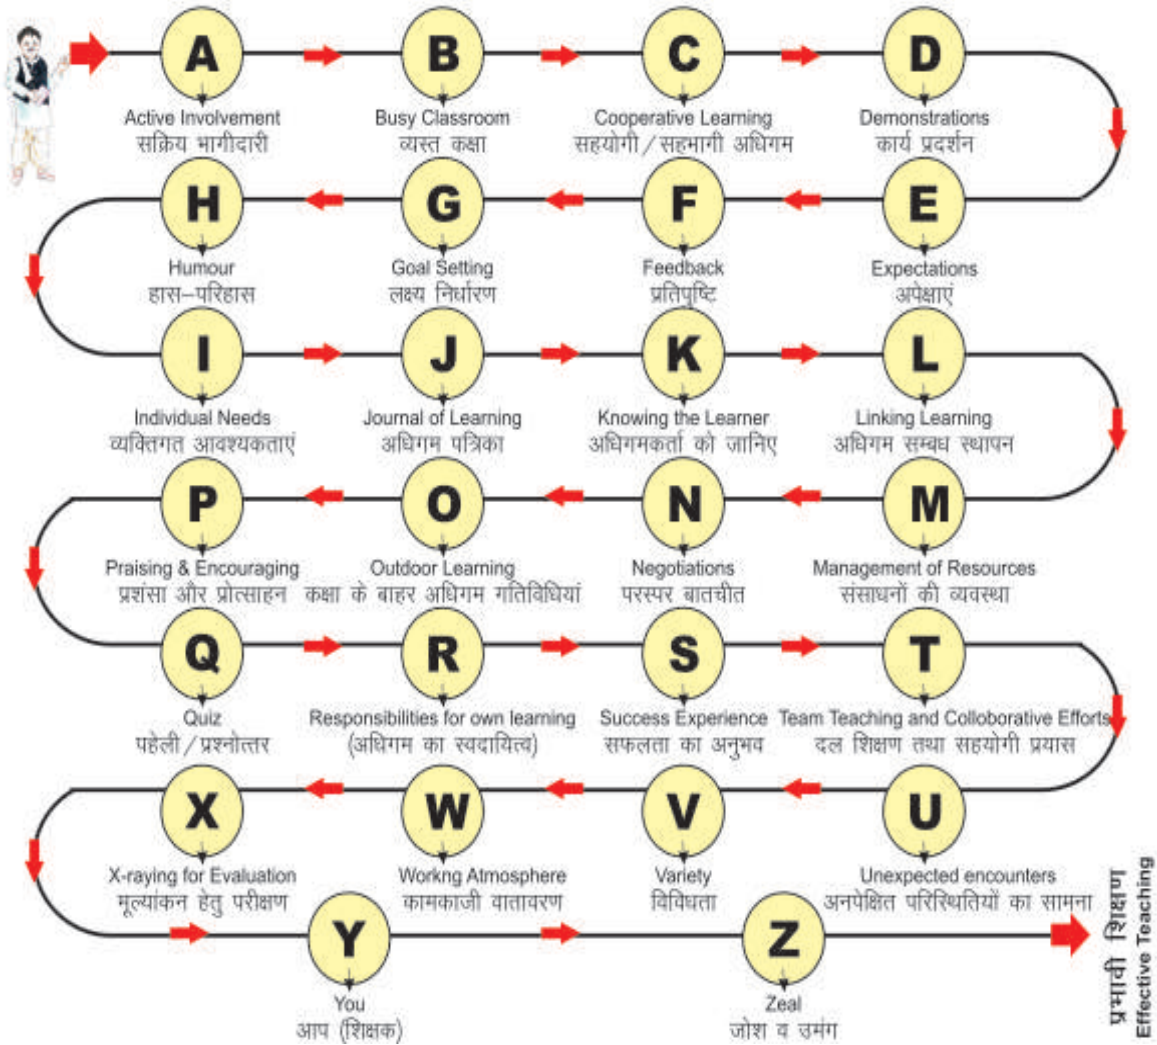 A
B
C
D
Active Involvement
सक्रिय भागीदारी
Busy Classroom
व्यस्त कक्षा
Cooperative Learning
सहयोगी/सहभागी अधिगम
Demonstrations
कार्य प्रदर्शन
E
Expectations
अपेक्षाएं
F
Feedback
प्रतिपुष्टि
G
Goal Setting
लक्ष्य निर्धारण
H
Humour
हास–परिहास
I
Individual Needs
व्यक्तिगत आवश्यकताएं
J
Journal of Learning
अधिगम पत्रिका
K
Knowing the Learner
अधिगमकर्ता को जानिए
L
Linking Learning
अधिगम सम्बध स्थापन
M
Management of Resources
संसाधनों की व्यवस्था
N
Negotiations
परस्पर बातचीत
O
Outdoor Learning
कक्षा के बाहर अधिगम गतिविधियां
P
Praising & Encouraging
प्रशंसा और प्रोत्साहन
Q
Quiz
पहेली/प्रश्नोत्तर
R
Responsibilities for own learning
(अधिगम का स्वदायित्व)
S
Success Experience
सफलता का अनुभव
T
Team Teaching and Colloborative Efforts
दल शिक्षण तथा सहयोगी प्रयास
U
Unexpected encounters
अनपेक्षित परिस्थितियों का सामना
V
Variety
विविधता
W
Workng Atmosphere
कामकाजी वातावरण
X
X-raying for Evaluation
मूल्यांकन हेतु परीक्षण
Y
You
आप (शिक्षक)
Z
Zeal
जोश व उमंग
प्रभावी शिक्षण
Effective Teaching